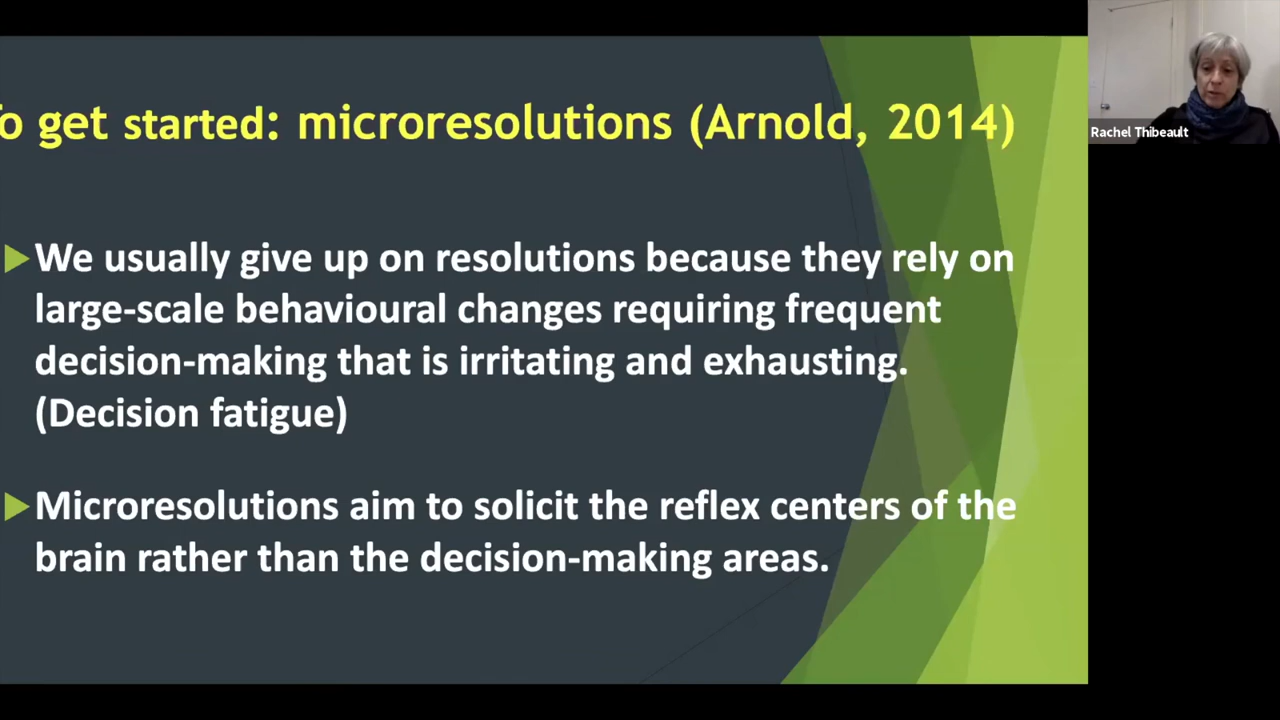 o get started: microresolutions (Arnold, 2014)
Rachel Thibeault
We usually give up on resolutions because they rely on
large-scale behavioural changes requiring frequent
decision-making that is irritating and exhausting.
(Decision fatigue)
Microresolutions aim to solicit the reflex centers of the
brain rather than the decision-making areas.